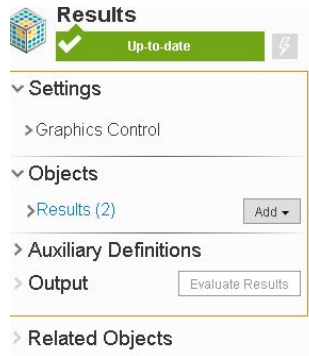 Results
Up-to-date
Settings
Graphics Control
Objects
Results (2)
Add
Auxiliary Definitions
Output
Evaluate Results
Related Objects